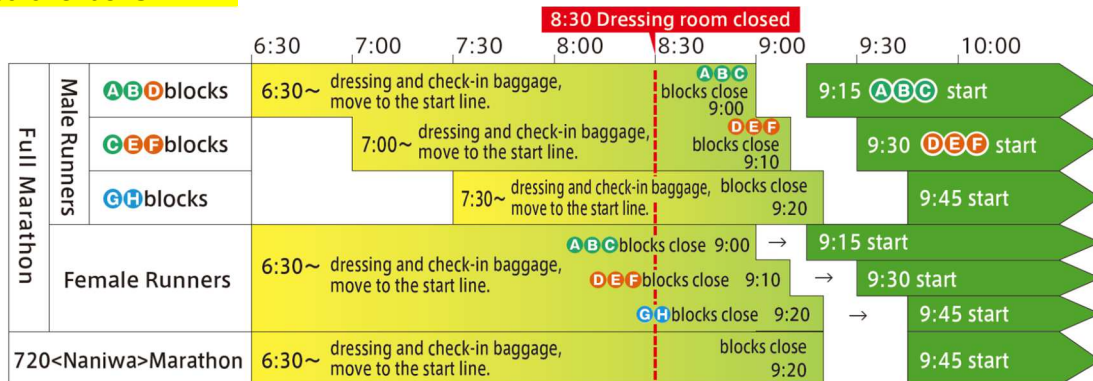 8:30 Dressing room closed
6:30 7:00 7:30 8:00 8:30 9:00 9:30 10:00
Full Marathon
Male Runners
ABDblocks
6:30~ dressing and check-in baggage,
move to the start line.
ABC
blocks close
9:00
9:15 ABC start
CEFblocks
7:00~ dressing and check-in baggage,
move to the start line.
DEF
blocks close
9:10
9:30 DEF start
GHblocks
7:30~ dressing and check-in baggage,
move to the start line.
blocks close
9:20
9:45 start
Female Runners
6:30~ dressing and check-in baggage,
move to the start line.
ABCblocks close 9:00 → 9:15 start
DEFblocks close 9:10 → 9:30 start
GHblocks close 9:20 → 9:45 start
720<Naniwa>Marathon
6:30~ dressing and check-in baggage,
move to the start line.
blocks close
9:20
9:45 start